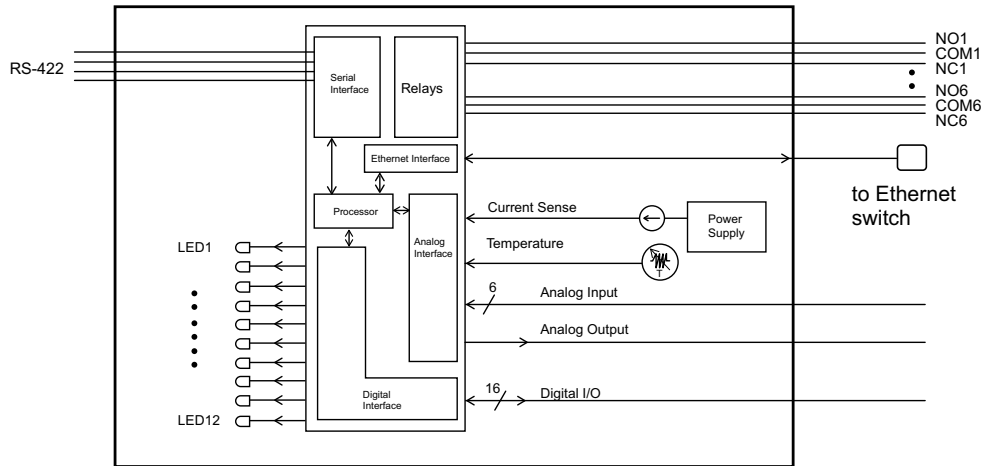 RS-422
Serial
Interface
Relays
NO1
COM1
NC1
NO6
COM6
NC6
Ethernet Interface
to Ethernet
switch
Processor
Analog
Interface
Current Sense
Power
Supply
Temperature
T
6
Analog Input
Analog Output
16
Digital I/O
Digital
Interface
LED1
LED12